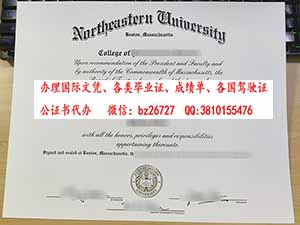 Northeastern University
Boston, Massachusetts
College of
Upon recommendation of the President and Faculty and
by authority of the Commonwealth of Massachusetts, the
办理国际文凭、各类毕业证、成绩单、各国驾驶证
公证书代办 微信: bz26727 QQ:3810155476
with all the honors, privileges and responsibilities
appertaining thereunto.
Signed and sealed at Boston, Massachusetts,